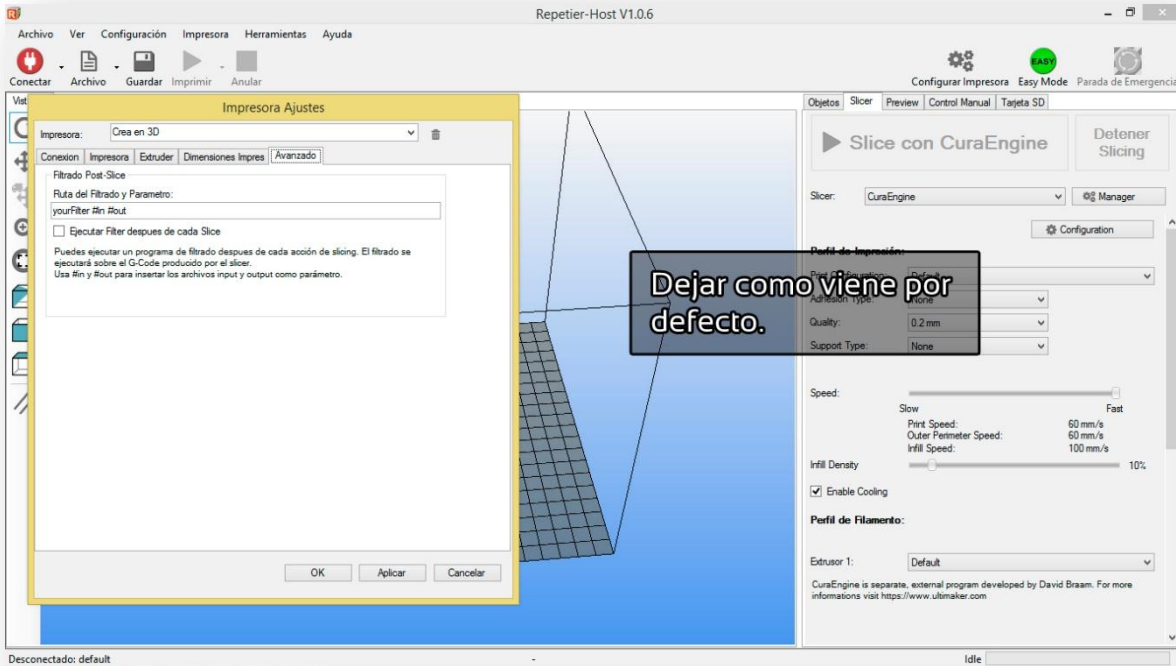 Repetier-Host V1.0.6
Archivo Ver Configuración Impresora Herramientas Ayuda
Conectar Archivo Guardar Imprimir Anular
Configurar Impresora Easy Mode Parada de Emergencia
EASY
Impresora Ajustes
Impresora: Crea en 3D
Conexion Impresora Extruder Dimensiones Impres Avanzado
Filtrado Post-Slice
Ruta del Filtrado y Parametro:
yourFilter #in #out
Ejecutar Filter despues de cada Slice
Puedes ejecutar un programa de filtrado despues de cada acción de slicing. El filtrado se
ejecutará sobre el G-Code producido por el slicer.
Usa #in y #out para insertar los archivos input y output como parámetro.
OK Aplicar Cancelar
Dejar como viene por
defecto.
Objetos Slicer Preview Control Manual Tarjeta SD
Slice con CuraEngine
Detener
Slicing
Slicer: CuraEngine Manager
Configuration
Perfil de Impresión:
Print Configuration: Default
Adhesion Type: None
Quality: 0.2 mm
Support Type: None
Speed:
Slow Fast
Print Speed: 60 mm/s
Outer Perimeter Speed: 60 mm/s
Infill Speed: 100 mm/s
Infill Density 10%
Enable Cooling
Perfil de Filamento:
Extrusor 1: Default
CuraEngine is separate, external program developed by David Braam. For more
informations visit https://www.ultimaker.com
Desconectado: default - Idle